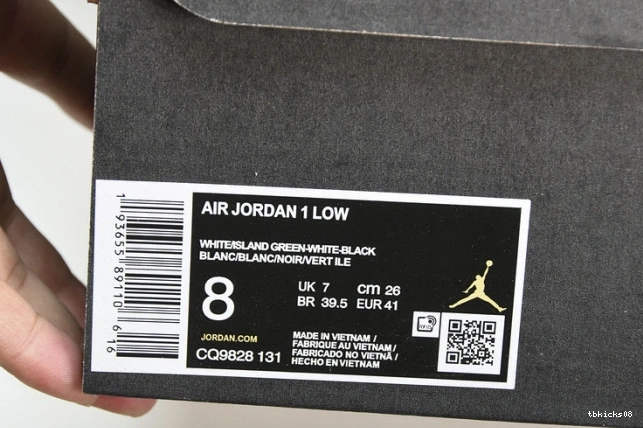 AIR JORDAN 1 LOW
WHITE/ISLAND GREEN-WHITE-BLACK
BLANC/BLANC/NOIR/VERT ILE
8
UK 7 cm 26
BR 39.5 EUR 41
JORDAN.COM
CQ9828 131
MADE IN VIETNAM /
FABRIQUE AU VIETNAM /
FABRICADO NO VIETNÃ /
HECHO EN VIETNAM
1 93655 89110 6 16
tbkicks08